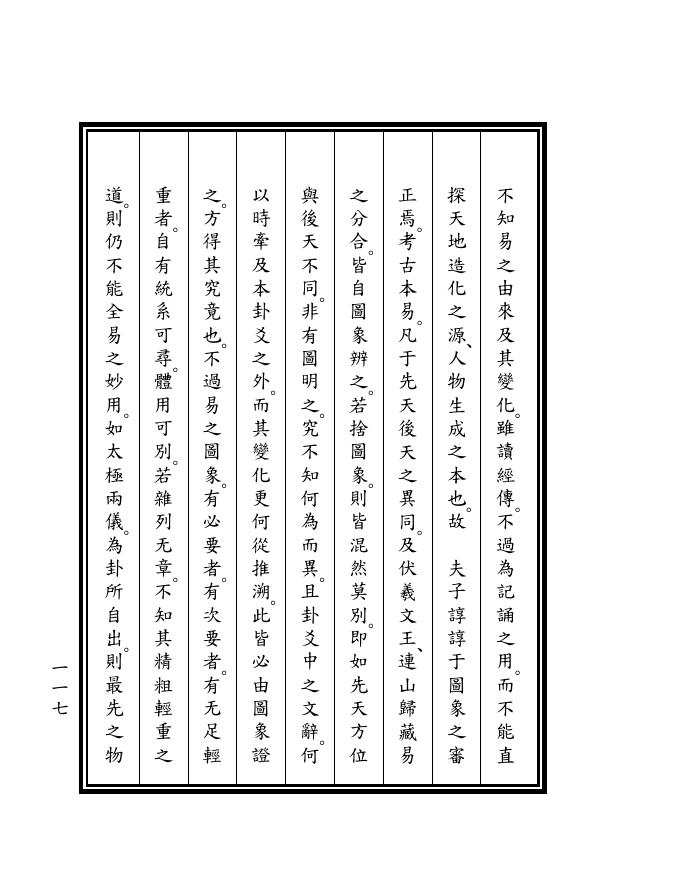 不知易之由來及其變化。雖讀經傳。不過為記誦之用。而不能直
探天地造化之源、人物生成之本也。故　夫子諄諄于圖象之審
正焉。考古本易。凡于先天後天之異同。及伏羲文王、連山歸藏易
之分合。皆自圖象辨之。若捨圖象。則皆混然莫別。即如先天方位
與後天不同。非有圖明之。究不知何為而異。且卦爻中之文辭。何
以時牽及本卦爻之外。而其變化更何從推溯。此皆必由圖象證
之。方得其究竟也。不過易之圖象。有必要者。有次要者。有无足輕
重者。自有統系可尋。體用可別。若雜列无章。不知其精粗輕重之
道。則仍不能全易之妙用。如太極兩儀。為卦所自出。則最先之物
一一七